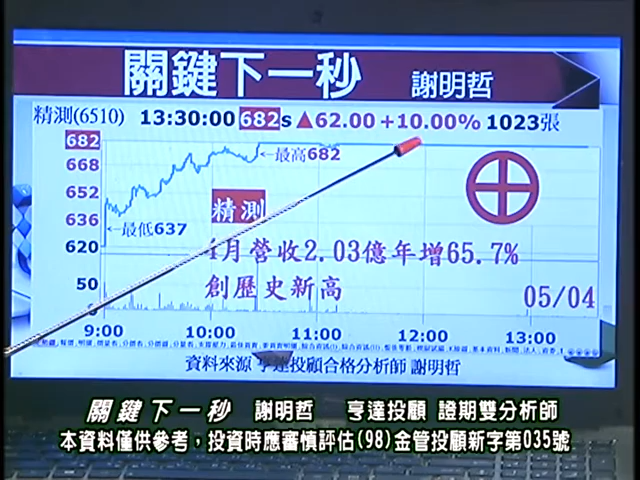 關鍵下一秒 謝明哲
精測(6510) 13:30:00 682s ▲62.00 +10.00% 1023張
682
668
652
636
620
50
最高682
最低637
精測
4月營收2.03億年增65.7%
創歷史新高
05/04
9:00 10:00 11:00 12:00 13:00
資料來源 亨達投顧合格分析師 謝明哲
關鍵下一秒 謝明哲 亨達投顧 證期雙分析師
本資料僅供參考，投資時應審慎評估(98)金管投顧新字第035號